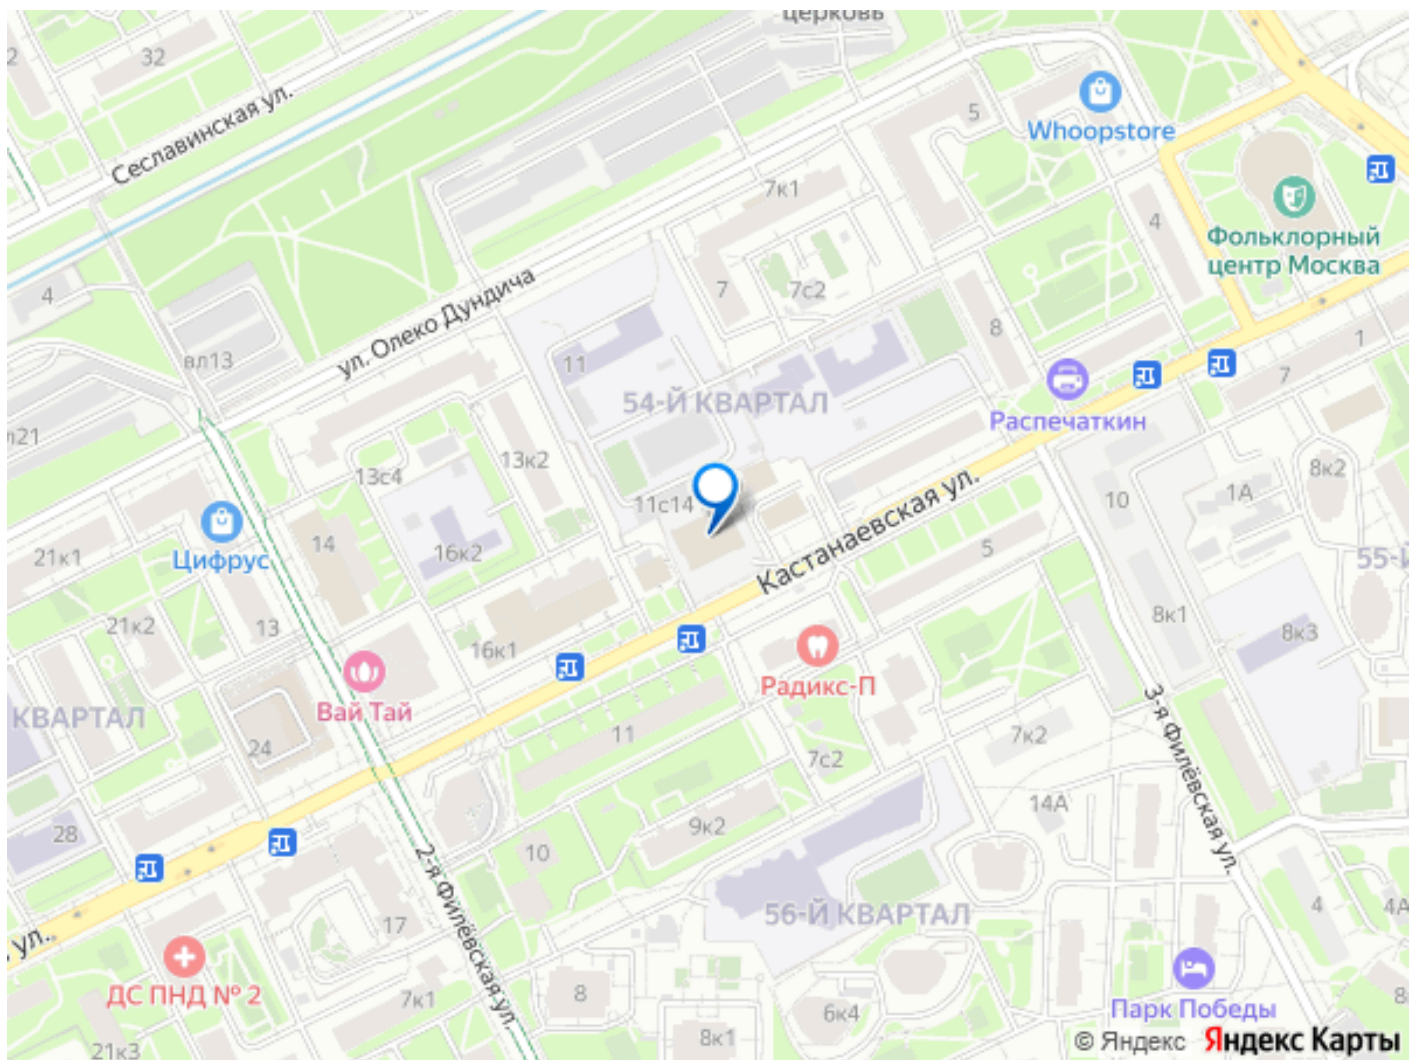 церковь
32
Сеславинская ул.
5
Whoopstore
7к1
4
Фольклорный
центр Москва
4
7
7с2
ул. Олеко Дундича
8
вл13
11
1
7
54-Й КВАРТАЛ
Распечаткин
13к2
13с4
8к2
1А
10
11с14
Кастанаевская ул.
Цифрус
14
16к2
5
21к1
55-Й
8к1
21к2
13
8к3
16к1
Радикс-П
Вай Тай
КВАРТАЛ
3-я Филёвская ул.
24
11
7с2
7к2
14А
9к2
28
10
2-я Филёвская ул.
56-Й КВАРТАЛ
4
4А
17
ул.
ДС ПНД № 2
7к1
8
6к4
Парк Победы
8к1
21к3
© Яндекс Яндекс Карты